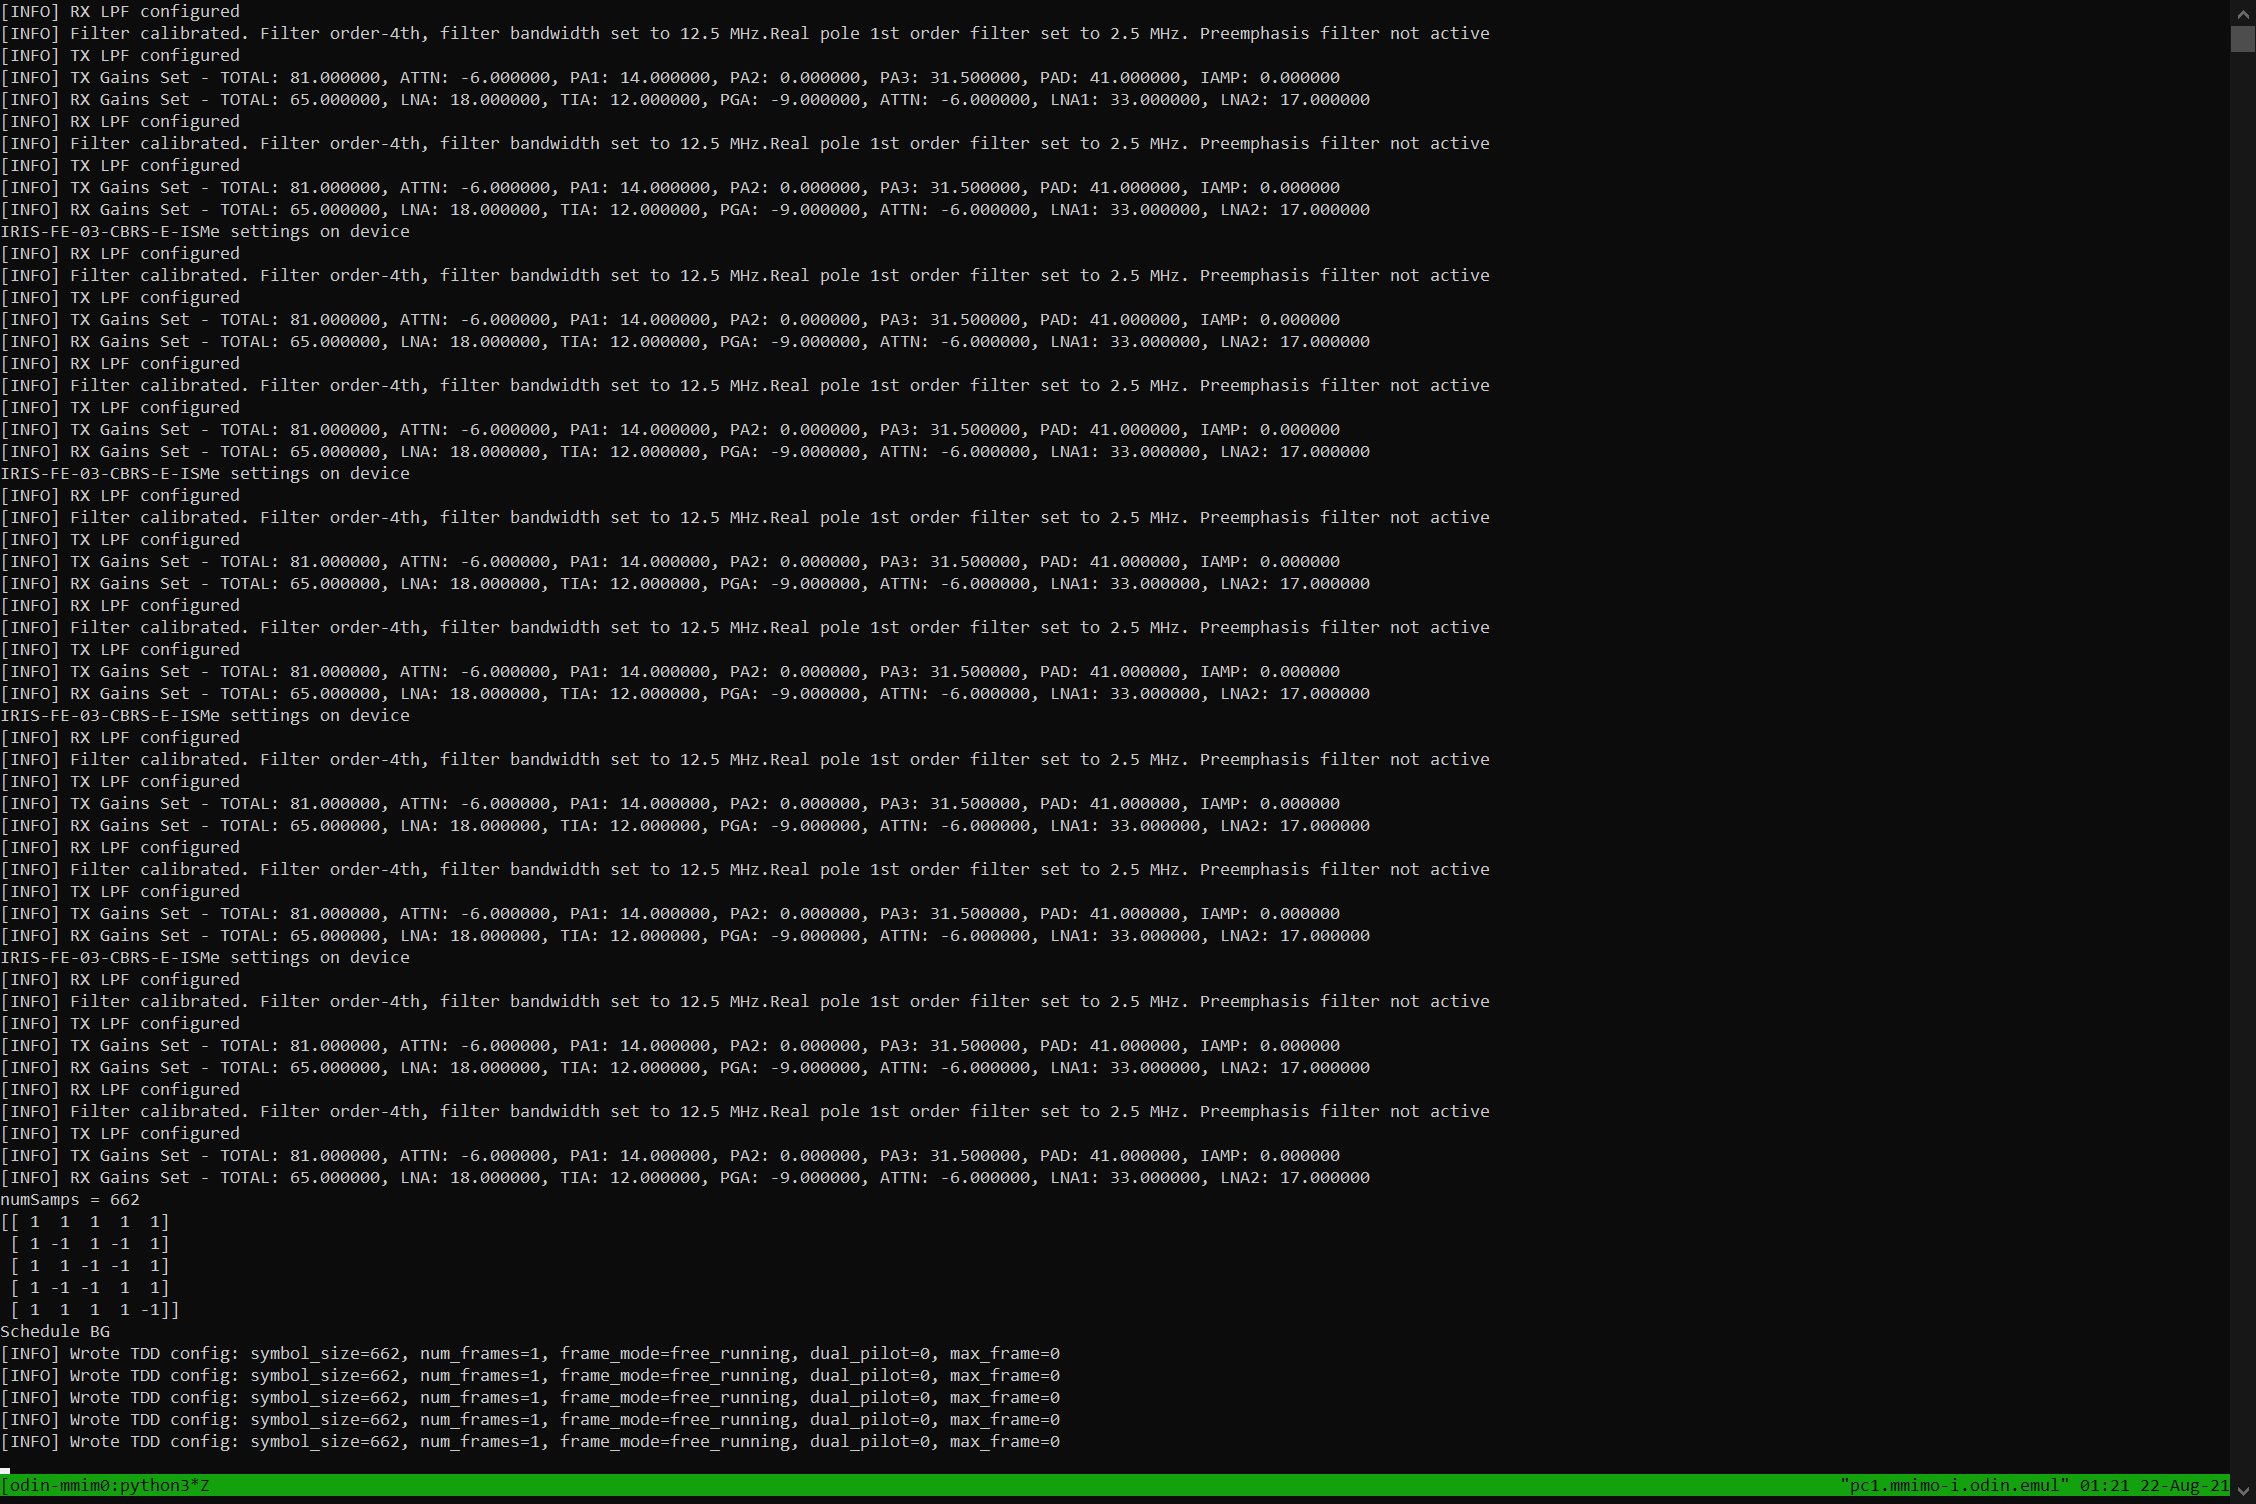 [INFO] RX LPF configured
[INFO] Filter calibrated. Filter order-4th, filter bandwidth set to 12.5 MHz.Real pole 1st order filter set to 2.5 MHz. Preemphasis filter not active
[INFO] TX LPF configured
[INFO] TX Gains Set - TOTAL: 81.000000, ATTN: -6.000000, PA1: 14.000000, PA2: 0.000000, PA3: 31.500000, PAD: 41.000000, IAMP: 0.000000
[INFO] RX Gains Set - TOTAL: 65.000000, LNA: 18.000000, TIA: 12.000000, PGA: -9.000000, ATTN: -6.000000, LNA1: 33.000000, LNA2: 17.000000
[INFO] RX LPF configured
[INFO] Filter calibrated. Filter order-4th, filter bandwidth set to 12.5 MHz.Real pole 1st order filter set to 2.5 MHz. Preemphasis filter not active
[INFO] TX LPF configured
[INFO] TX Gains Set - TOTAL: 81.000000, ATTN: -6.000000, PA1: 14.000000, PA2: 0.000000, PA3: 31.500000, PAD: 41.000000, IAMP: 0.000000
[INFO] RX Gains Set - TOTAL: 65.000000, LNA: 18.000000, TIA: 12.000000, PGA: -9.000000, ATTN: -6.000000, LNA1: 33.000000, LNA2: 17.000000
IRIS-FE-03-CBRS-E-ISMe settings on device
[INFO] RX LPF configured
[INFO] Filter calibrated. Filter order-4th, filter bandwidth set to 12.5 MHz.Real pole 1st order filter set to 2.5 MHz. Preemphasis filter not active
[INFO] TX LPF configured
[INFO] TX Gains Set - TOTAL: 81.000000, ATTN: -6.000000, PA1: 14.000000, PA2: 0.000000, PA3: 31.500000, PAD: 41.000000, IAMP: 0.000000
[INFO] RX Gains Set - TOTAL: 65.000000, LNA: 18.000000, TIA: 12.000000, PGA: -9.000000, ATTN: -6.000000, LNA1: 33.000000, LNA2: 17.000000
[INFO] RX LPF configured
[INFO] Filter calibrated. Filter order-4th, filter bandwidth set to 12.5 MHz.Real pole 1st order filter set to 2.5 MHz. Preemphasis filter not active
[INFO] TX LPF configured
[INFO] TX Gains Set - TOTAL: 81.000000, ATTN: -6.000000, PA1: 14.000000, PA2: 0.000000, PA3: 31.500000, PAD: 41.000000, IAMP: 0.000000
[INFO] RX Gains Set - TOTAL: 65.000000, LNA: 18.000000, TIA: 12.000000, PGA: -9.000000, ATTN: -6.000000, LNA1: 33.000000, LNA2: 17.000000
IRIS-FE-03-CBRS-E-ISMe settings on device
[INFO] RX LPF configured
[INFO] Filter calibrated. Filter order-4th, filter bandwidth set to 12.5 MHz.Real pole 1st order filter set to 2.5 MHz. Preemphasis filter not active
[INFO] TX LPF configured
[INFO] TX Gains Set - TOTAL: 81.000000, ATTN: -6.000000, PA1: 14.000000, PA2: 0.000000, PA3: 31.500000, PAD: 41.000000, IAMP: 0.000000
[INFO] RX Gains Set - TOTAL: 65.000000, LNA: 18.000000, TIA: 12.000000, PGA: -9.000000, ATTN: -6.000000, LNA1: 33.000000, LNA2: 17.000000
[INFO] RX LPF configured
[INFO] Filter calibrated. Filter order-4th, filter bandwidth set to 12.5 MHz.Real pole 1st order filter set to 2.5 MHz. Preemphasis filter not active
[INFO] TX LPF configured
[INFO] TX Gains Set - TOTAL: 81.000000, ATTN: -6.000000, PA1: 14.000000, PA2: 0.000000, PA3: 31.500000, PAD: 41.000000, IAMP: 0.000000
[INFO] RX Gains Set - TOTAL: 65.000000, LNA: 18.000000, TIA: 12.000000, PGA: -9.000000, ATTN: -6.000000, LNA1: 33.000000, LNA2: 17.000000
IRIS-FE-03-CBRS-E-ISMe settings on device
[INFO] RX LPF configured
[INFO] Filter calibrated. Filter order-4th, filter bandwidth set to 12.5 MHz.Real pole 1st order filter set to 2.5 MHz. Preemphasis filter not active
[INFO] TX LPF configured
[INFO] TX Gains Set - TOTAL: 81.000000, ATTN: -6.000000, PA1: 14.000000, PA2: 0.000000, PA3: 31.500000, PAD: 41.000000, IAMP: 0.000000
[INFO] RX Gains Set - TOTAL: 65.000000, LNA: 18.000000, TIA: 12.000000, PGA: -9.000000, ATTN: -6.000000, LNA1: 33.000000, LNA2: 17.000000
[INFO] RX LPF configured
[INFO] Filter calibrated. Filter order-4th, filter bandwidth set to 12.5 MHz.Real pole 1st order filter set to 2.5 MHz. Preemphasis filter not active
[INFO] TX LPF configured
[INFO] TX Gains Set - TOTAL: 81.000000, ATTN: -6.000000, PA1: 14.000000, PA2: 0.000000, PA3: 31.500000, PAD: 41.000000, IAMP: 0.000000
[INFO] RX Gains Set - TOTAL: 65.000000, LNA: 18.000000, TIA: 12.000000, PGA: -9.000000, ATTN: -6.000000, LNA1: 33.000000, LNA2: 17.000000
IRIS-FE-03-CBRS-E-ISMe settings on device
[INFO] RX LPF configured
[INFO] Filter calibrated. Filter order-4th, filter bandwidth set to 12.5 MHz.Real pole 1st order filter set to 2.5 MHz. Preemphasis filter not active
[INFO] TX LPF configured
[INFO] TX Gains Set - TOTAL: 81.000000, ATTN: -6.000000, PA1: 14.000000, PA2: 0.000000, PA3: 31.500000, PAD: 41.000000, IAMP: 0.000000
[INFO] RX Gains Set - TOTAL: 65.000000, LNA: 18.000000, TIA: 12.000000, PGA: -9.000000, ATTN: -6.000000, LNA1: 33.000000, LNA2: 17.000000
[INFO] RX LPF configured
[INFO] Filter calibrated. Filter order-4th, filter bandwidth set to 12.5 MHz.Real pole 1st order filter set to 2.5 MHz. Preemphasis filter not active
[INFO] TX LPF configured
[INFO] TX Gains Set - TOTAL: 81.000000, ATTN: -6.000000, PA1: 14.000000, PA2: 0.000000, PA3: 31.500000, PAD: 41.000000, IAMP: 0.000000
[INFO] RX Gains Set - TOTAL: 65.000000, LNA: 18.000000, TIA: 12.000000, PGA: -9.000000, ATTN: -6.000000, LNA1: 33.000000, LNA2: 17.000000
numSamps = 662
[[ 1  1  1  1  1]
 [ 1 -1  1 -1  1]
 [ 1  1 -1 -1  1]
 [ 1 -1 -1  1  1]
 [ 1  1  1  1 -1]]
Schedule BG
[INFO] Wrote TDD config: symbol_size=662, num_frames=1, frame_mode=free_running, dual_pilot=0, max_frame=0
[INFO] Wrote TDD config: symbol_size=662, num_frames=1, frame_mode=free_running, dual_pilot=0, max_frame=0
[INFO] Wrote TDD config: symbol_size=662, num_frames=1, frame_mode=free_running, dual_pilot=0, max_frame=0
[INFO] Wrote TDD config: symbol_size=662, num_frames=1, frame_mode=free_running, dual_pilot=0, max_frame=0
[INFO] Wrote TDD config: symbol_size=662, num_frames=1, frame_mode=free_running, dual_pilot=0, max_frame=0
[odin-mmim0:python3*Z "pc1.mmimo-i.odin.emul" 01:21 22-Aug-21